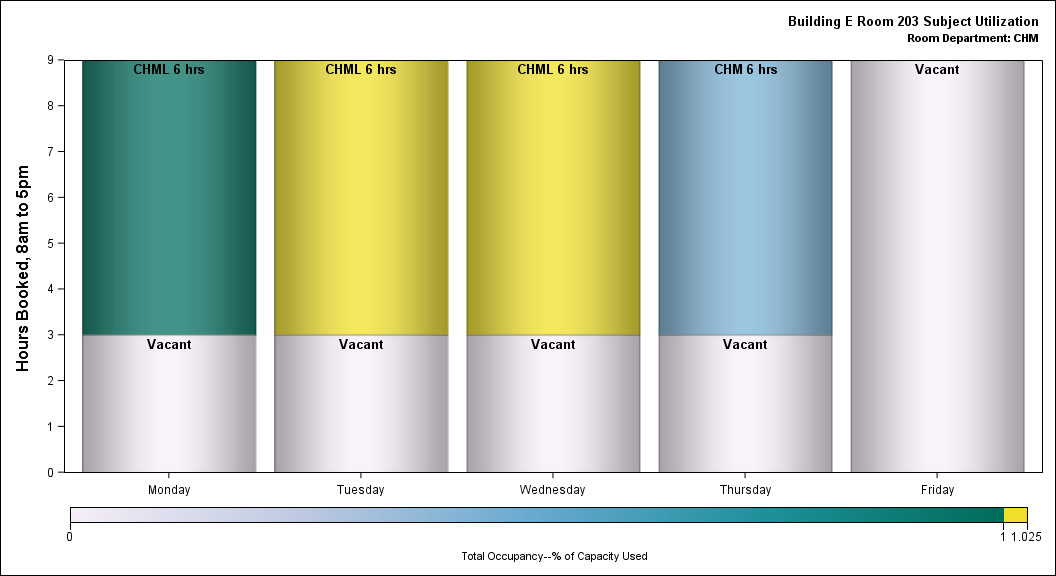 Building E Room 203 Subject Utilization
Room Department: CHM
Hours Booked, 8am to 5pm
9
8
7
6
5
4
3
2
1
0
CHML 6 hrs
CHML 6 hrs
CHML 6 hrs
CHM 6 hrs
Vacant
Vacant
Vacant
Vacant
Vacant
Monday
Tuesday
Wednesday
Thursday
Friday
0
1
1.025
Total Occupancy--% of Capacity Used